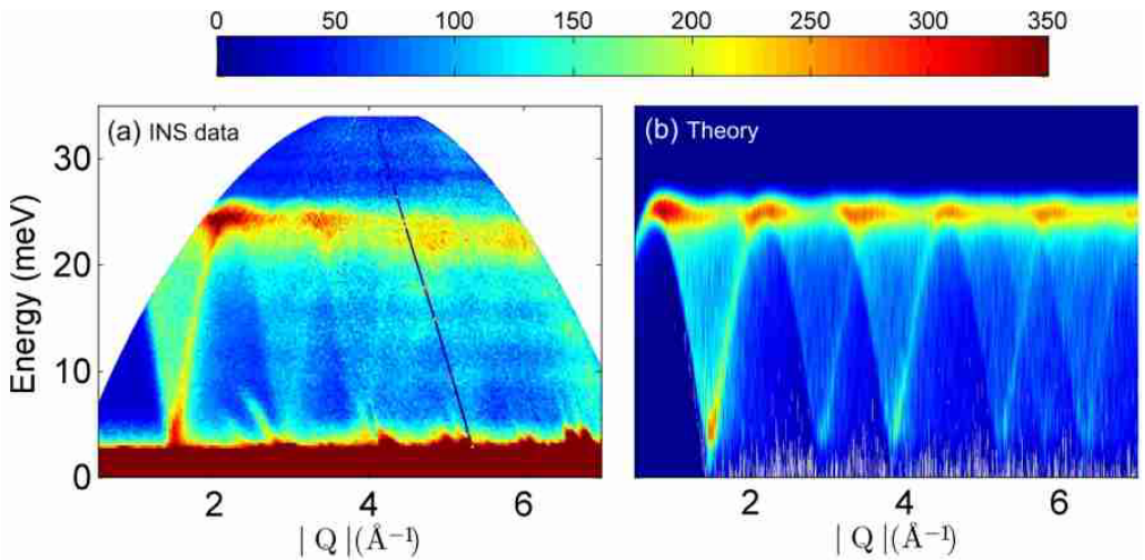 0 50 100 150 200 250 300 350
(a) INS data
(b) Theory
30
20
10
0
Energy (meV)
2 4 6
2 4 6
| Q |(Å⁻¹)
| Q |(Å⁻¹)